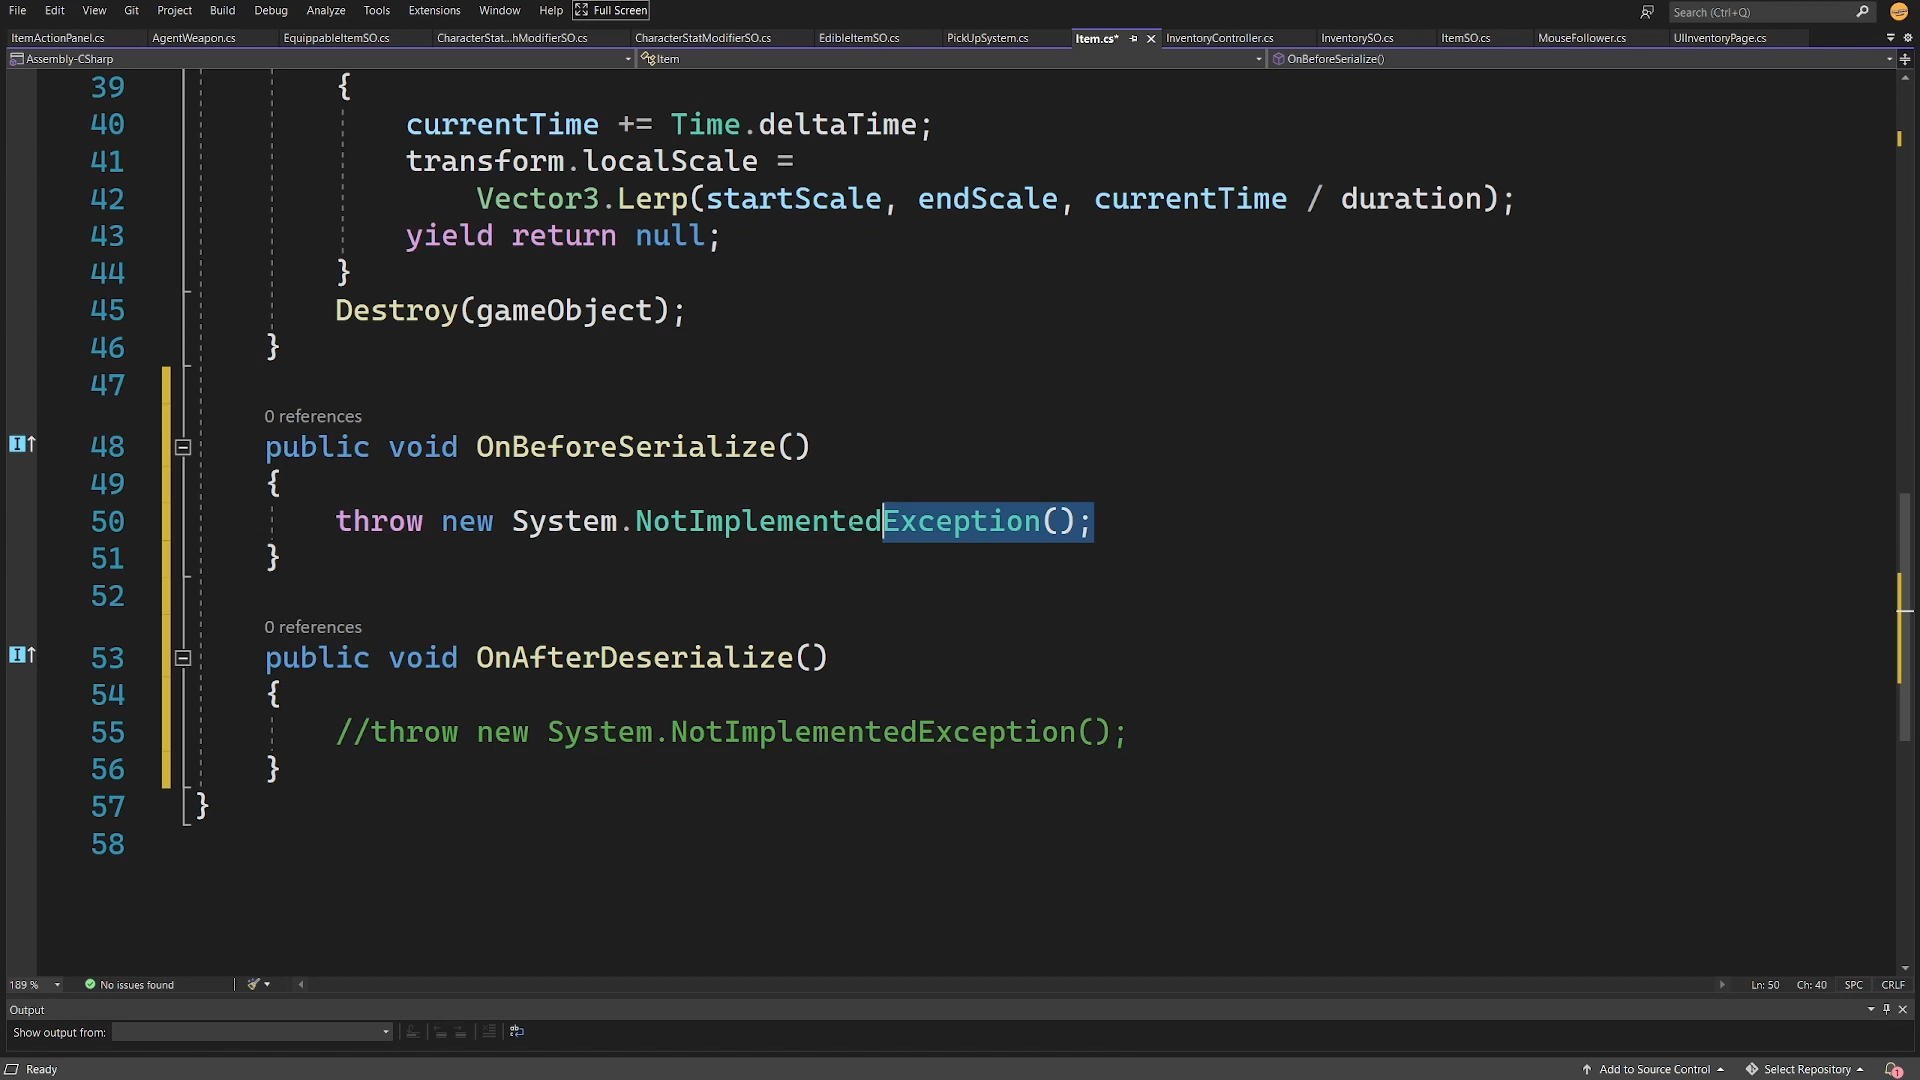 File Edit View Git Project Build Debug Analyze Tools Extensions Window Help Full Screen Search (Ctrl+Q)
ItemActionPanel.cs AgentWeapon.cs EquippableItemSO.cs CharacterStat...hModifierSO.cs CharacterStatModifierSO.cs EdibleItemSO.cs PickUpSystem.cs Item.cs* InventoryController.cs InventorySO.cs ItemSO.cs MouseFollower.cs UIInventoryPage.cs
Assembly-CSharp Item OnBeforeSerialize()
39 {
40 currentTime += Time.deltaTime;
41 transform.localScale =
42 Vector3.Lerp(startScale, endScale, currentTime / duration);
43 yield return null;
44 }
45 Destroy(gameObject);
46 }
47
0 references
48 public void OnBeforeSerialize()
49 {
50 throw new System.NotImplementedException();
51 }
52
0 references
53 public void OnAfterDeserialize()
54 {
55 //throw new System.NotImplementedException();
56 }
57 }
58
189 % No issues found Ln: 50 Ch: 40 SPC CRLF
Output
Show output from:
Ready Add to Source Control Select Repository 1